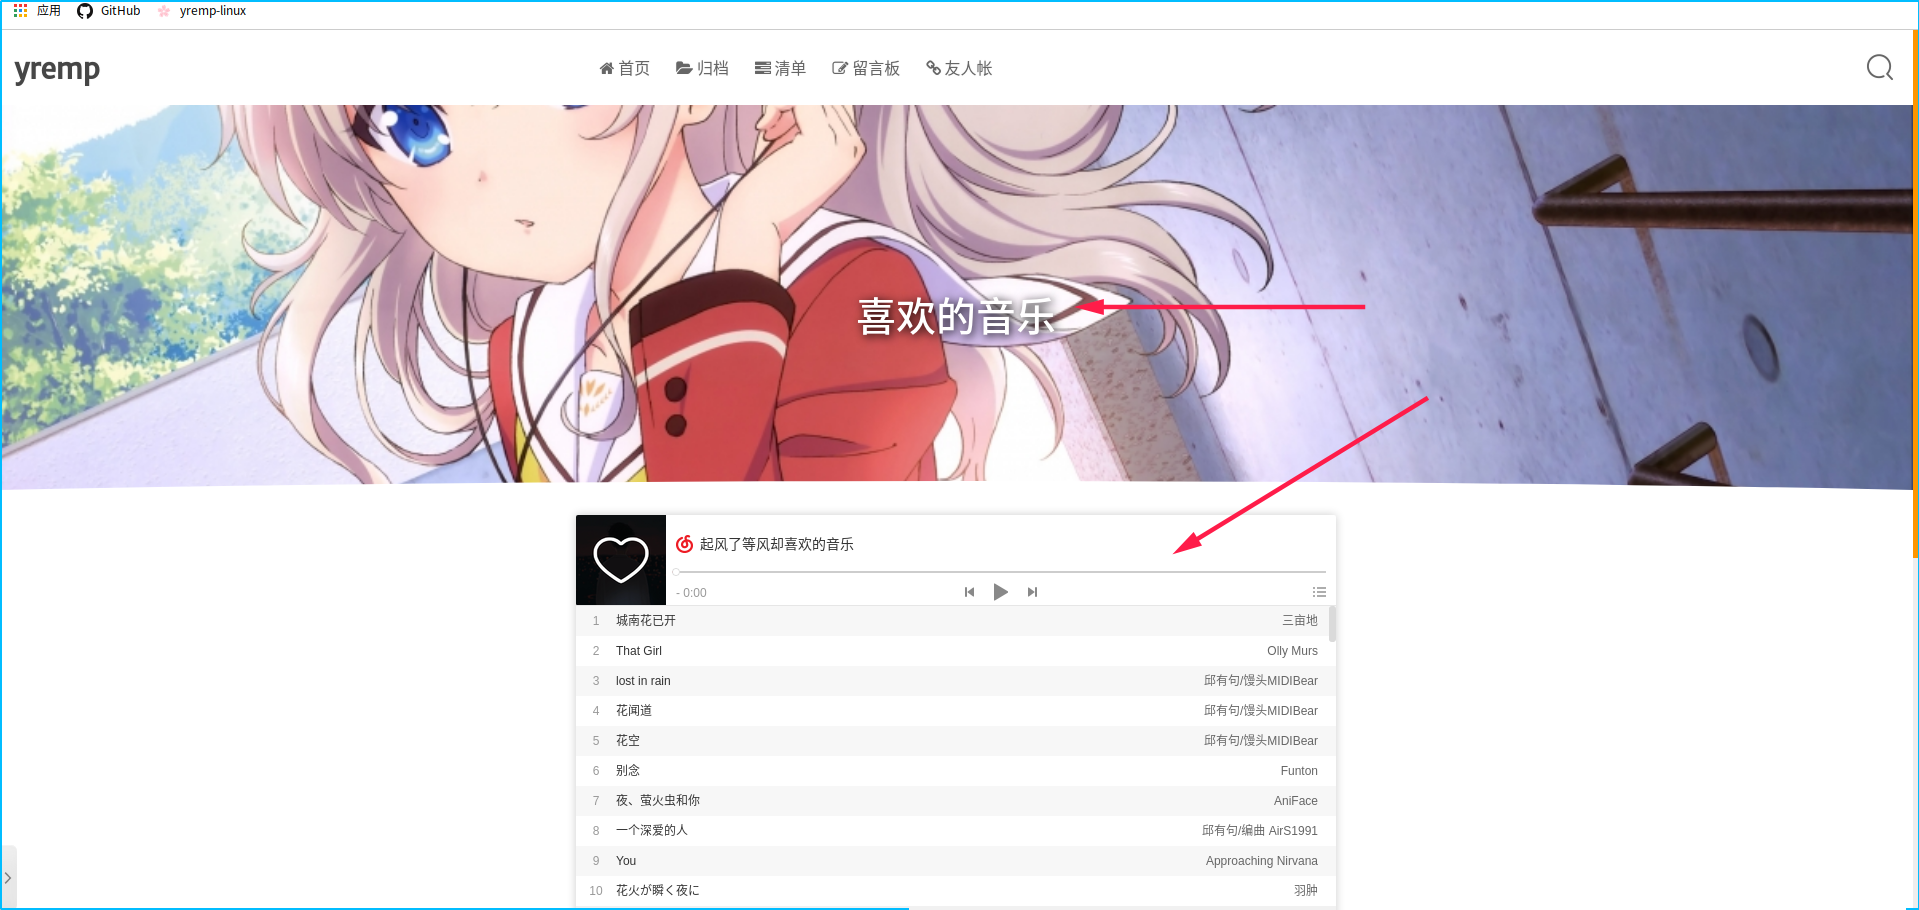 应用 GitHub yremp-linux
yremp 首页 归档 清单 留言板 友人帐
喜欢的音乐
起风了等风却喜欢的音乐
- 0:00
1 城南花已开 三亩地
2 That Girl Olly Murs
3 lost in rain 邱有句/馒头MIDIBear
4 花闻道 邱有句/馒头MIDIBear
5 花空 邱有句/馒头MIDIBear
6 别念 Funton
7 夜、萤火虫和你 AniFace
8 一个深爱的人 邱有句/编曲 AirS1991
9 You Approaching Nirvana
10 花火が瞬く夜に 羽肿